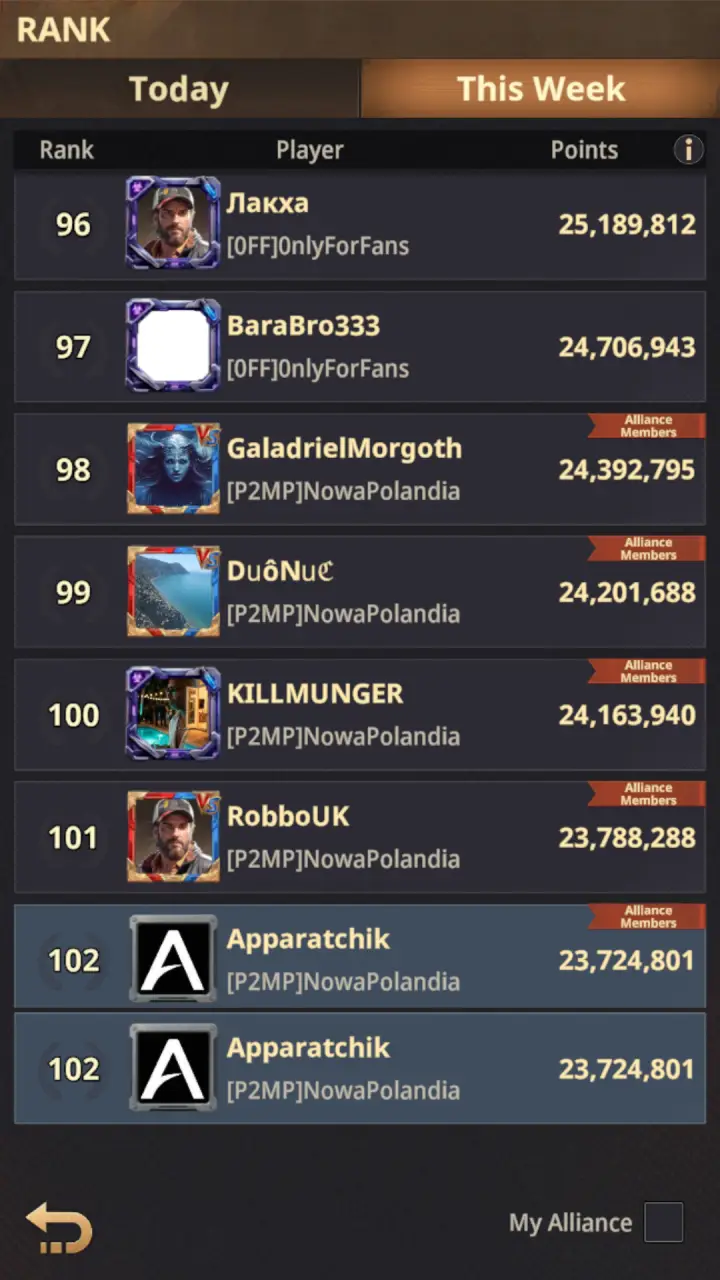 RANK
Today
This Week
Rank Player Points i
96 Лакха 25,189,812
[0FF]0nlyForFans
97 BaraBro333 24,706,943
[0FF]0nlyForFans
Alliance Members
98 GaladrielMorgoth 24,392,795
[P2MP]NowaPolandia
Alliance Members
99 DuôNuℭ 24,201,688
[P2MP]NowaPolandia
Alliance Members
100 KILLMUNGER 24,163,940
[P2MP]NowaPolandia
Alliance Members
101 RobboUK 23,788,288
[P2MP]NowaPolandia
Alliance Members
102 Apparatchik 23,724,801
[P2MP]NowaPolandia
102 Apparatchik 23,724,801
[P2MP]NowaPolandia
My Alliance